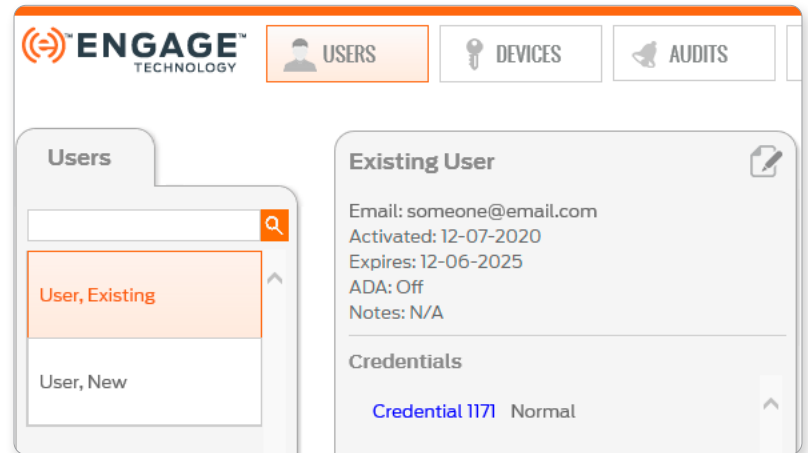 ENGAGE™
TECHNOLOGY
USERS
DEVICES
AUDITS
Users
User, Existing
User, New
Existing User
Email: someone@email.com
Activated: 12-07-2020
Expires: 12-06-2025
ADA: Off
Notes: N/A
Credentials
Credential 1171 Normal